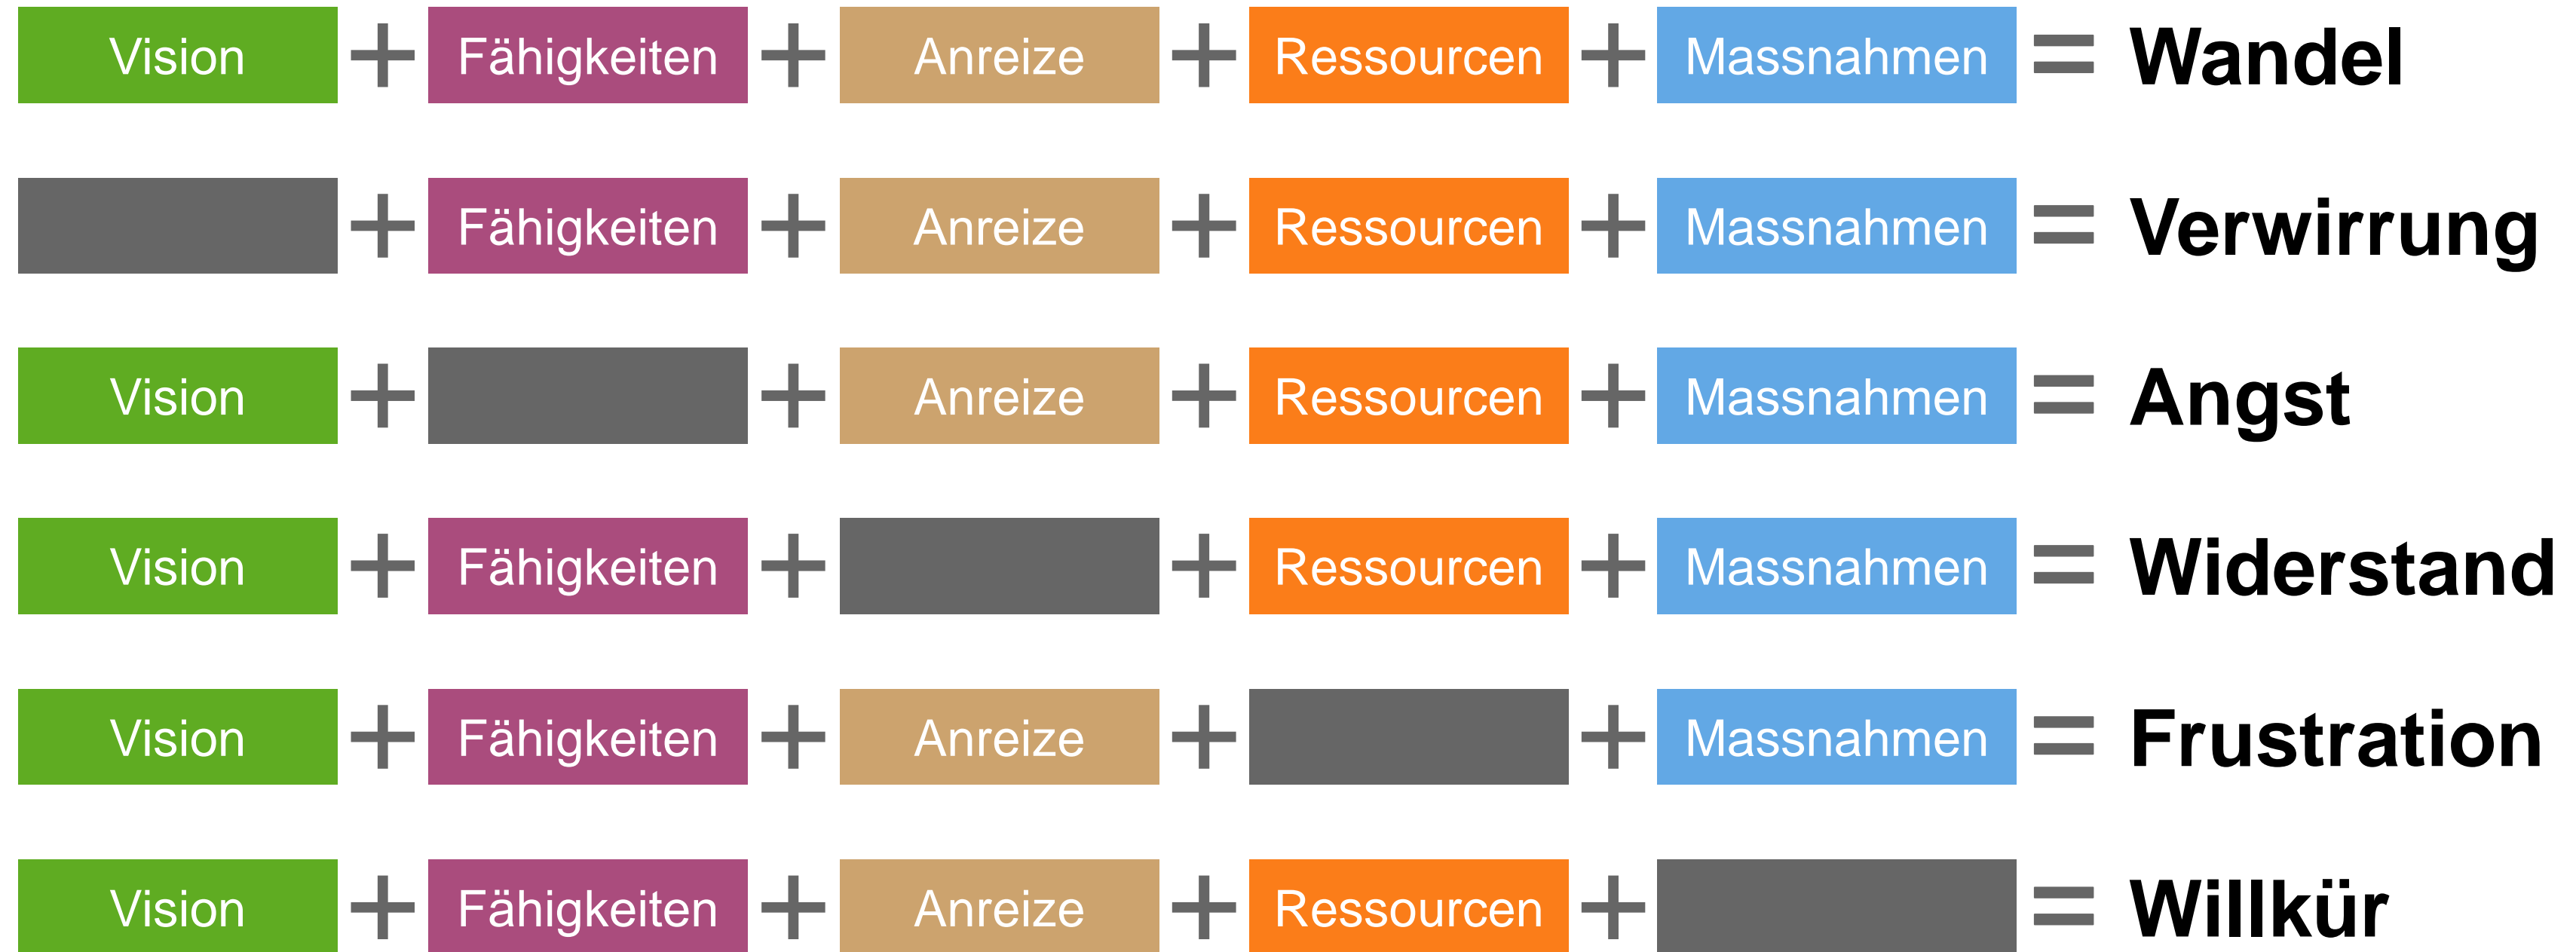 Vision + Fähigkeiten + Anreize + Ressourcen + Massnahmen = Wandel
+ Fähigkeiten + Anreize + Ressourcen + Massnahmen = Verwirrung
Vision + + Anreize + Ressourcen + Massnahmen = Angst
Vision + Fähigkeiten + + Ressourcen + Massnahmen = Widerstand
Vision + Fähigkeiten + Anreize + + Massnahmen = Frustration
Vision + Fähigkeiten + Anreize + Ressourcen + = Willkür